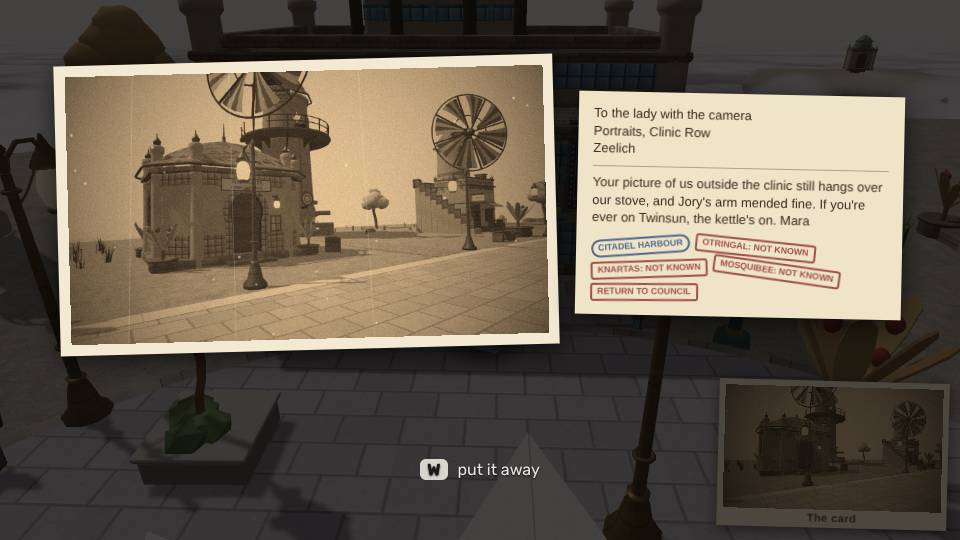 To the lady with the camera
Portraits, Clinic Row
Zeelich
Your picture of us outside the clinic still hangs over
our stove, and Jory's arm mended fine. If you're
ever on Twinsun, the kettle's on. Mara
CITADEL HARBOUR
OTRINGAL: NOT KNOWN
KNARTAS: NOT KNOWN
MOSQUIBEE: NOT KNOWN
RETURN TO COUNCIL
W put it away
The card